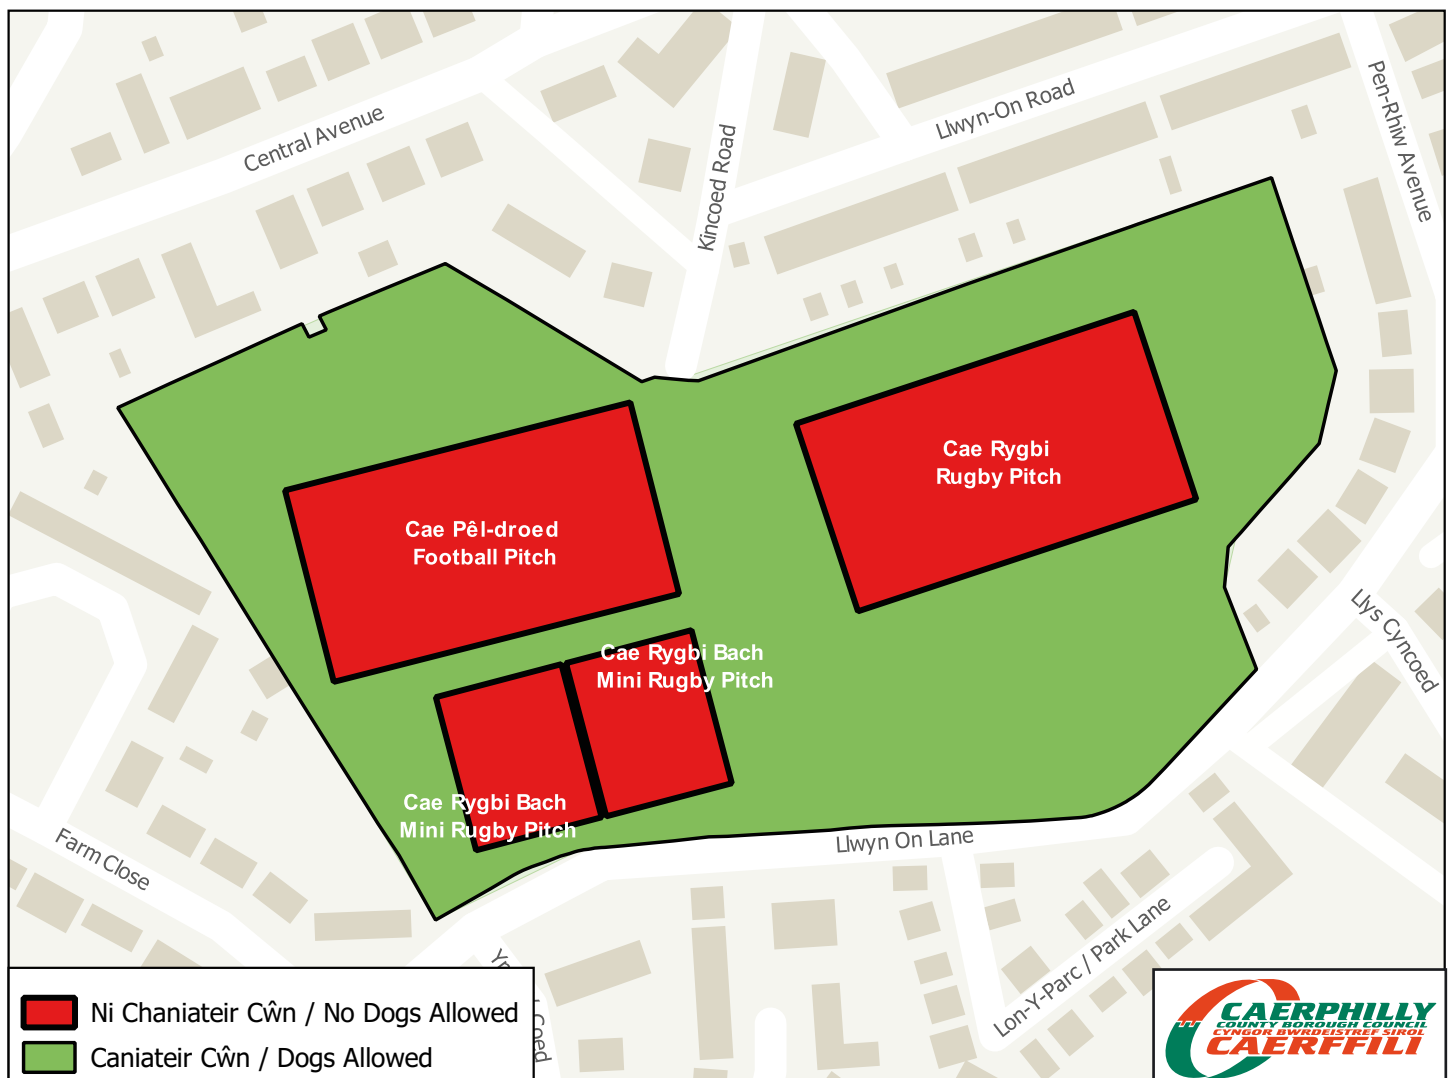 Central Avenue
Kincoed Road
Llwyn-On Road
Pen-Rhiw Avenue
Cae Rygbi
Rugby Pitch
Cae Pêl-droed
Football Pitch
Cae Rygbi Bach
Mini Rugby Pitch
Cae Rygbi Bach
Mini Rugby Pitch
Llys Cyncoed
Llwyn On Lane
Farm Close
Lon-Y-Parc / Park Lane
Coed
Ni Chaniateir Cŵn / No Dogs Allowed
Caniateir Cŵn / Dogs Allowed
CAERPHILLY
COUNTY BOROUGH COUNCIL
CYNGOR BWRDEISTREF SIROL
CAERFFILI